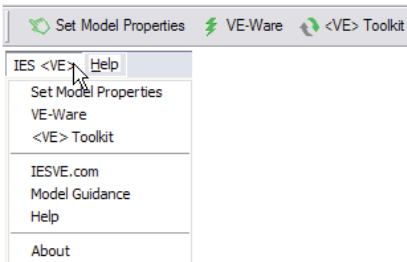 Set Model Properties VE-Ware <VE> Toolkit
IES <VE> Help
Set Model Properties
VE-Ware
<VE> Toolkit
IESVE.com
Model Guidance
Help
About